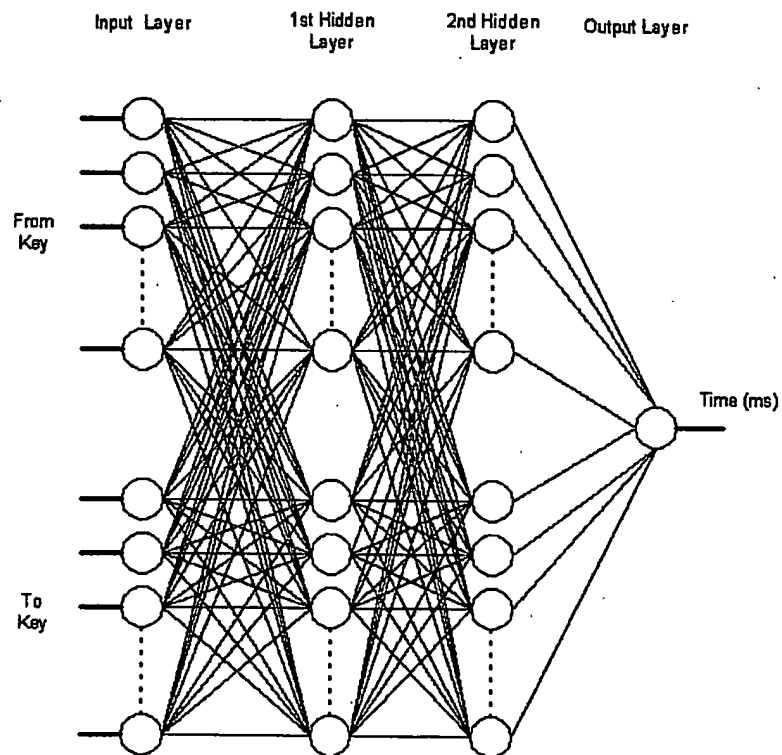 Input Layer
1st Hidden
Layer
2nd Hidden
Layer
Output Layer
From
Key
Time (ms)
To
Key